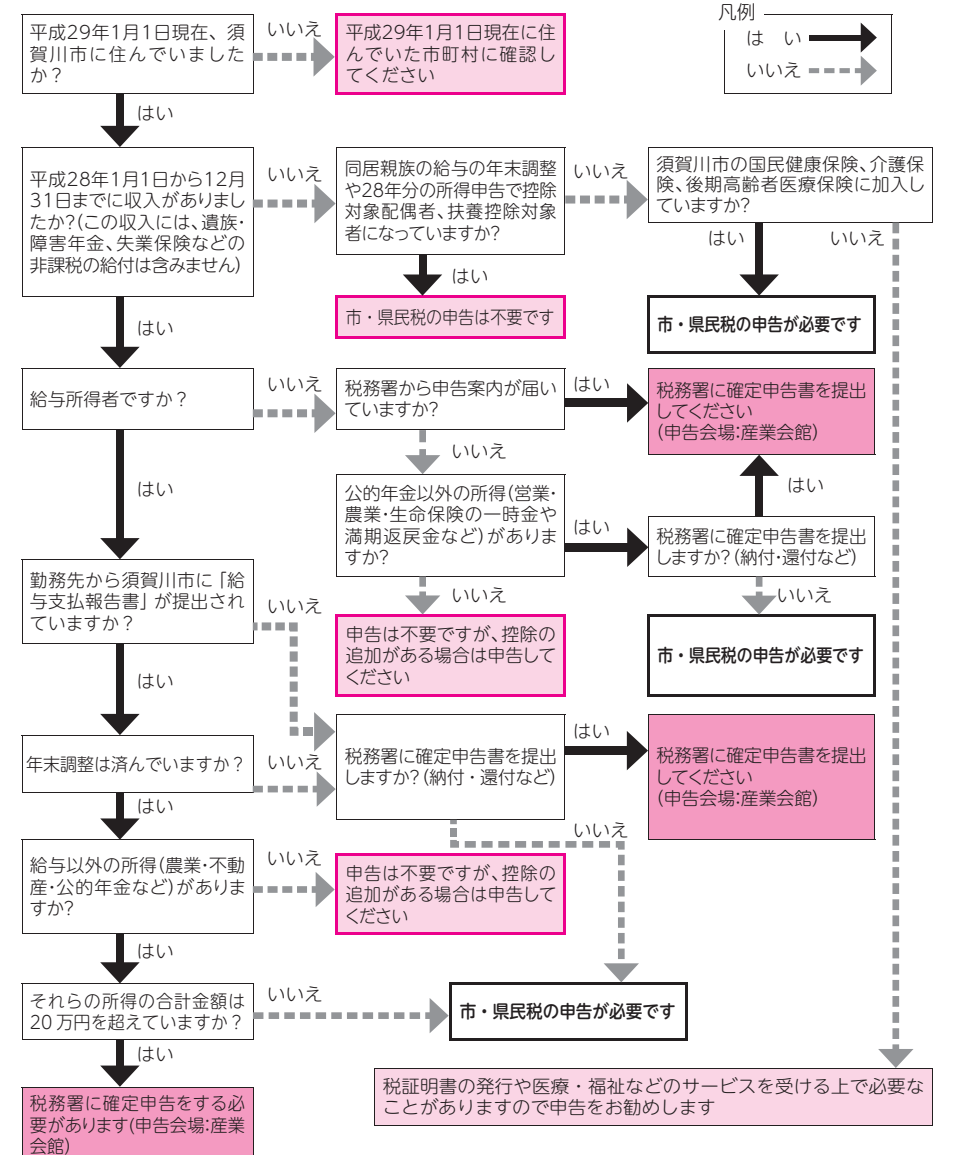 凡例
は い
いいえ
平成29年1月1日現在、須
賀川市に住んでいました
か？
いいえ
平成29年1月1日現在に住
んでいた市町村に確認し
てください
はい
平成28年1月1日から12月
31日までに収入がありまし
たか?(この収入には、遺族・
障害年金、失業保険などの
非課税の給付は含みません)
いいえ
同居親族の給与の年末調整
や28年分の所得申告で控除
対象配偶者、扶養控除対象
者になっていますか?
いいえ
須賀川市の国民健康保険、介護保
険、後期高齢者医療保険に加入し
ていますか?
はい
いいえ
はい
市・県民税の申告は不要です
市・県民税の申告が必要です
はい
給与所得者ですか？
いいえ
税務署から申告案内が届い
ていますか?
はい
税務署に確定申告書を提出
してください
(申告会場:産業会館)
いいえ
はい
はい
公的年金以外の所得(営業・
農業・生命保険の一時金や
満期返戻金など)がありま
すか?
はい
税務署に確定申告書を提出
しますか?(納付・還付など)
いいえ
いいえ
勤務先から須賀川市に「給
与支払報告書」が提出され
ていますか？
いいえ
申告は不要ですが、控除の
追加がある場合は申告して
ください
市・県民税の申告が必要です
はい
年末調整は済んでいますか？
いいえ
税務署に確定申告書を提出
しますか?(納付・還付など)
はい
税務署に確定申告書を提出
してください
(申告会場:産業会館)
はい
いいえ
給与以外の所得(農業・不動
産・公的年金など)がありま
すか?
いいえ
申告は不要ですが、控除の
追加がある場合は申告して
ください
はい
それらの所得の合計金額は
20万円を超えていますか？
いいえ
市・県民税の申告が必要です
はい
税務署に確定申告をする必
要があります(申告会場:産業
会館)
税証明書の発行や医療・福祉などのサービスを受ける上で必要な
ことがありますので申告をお勧めします